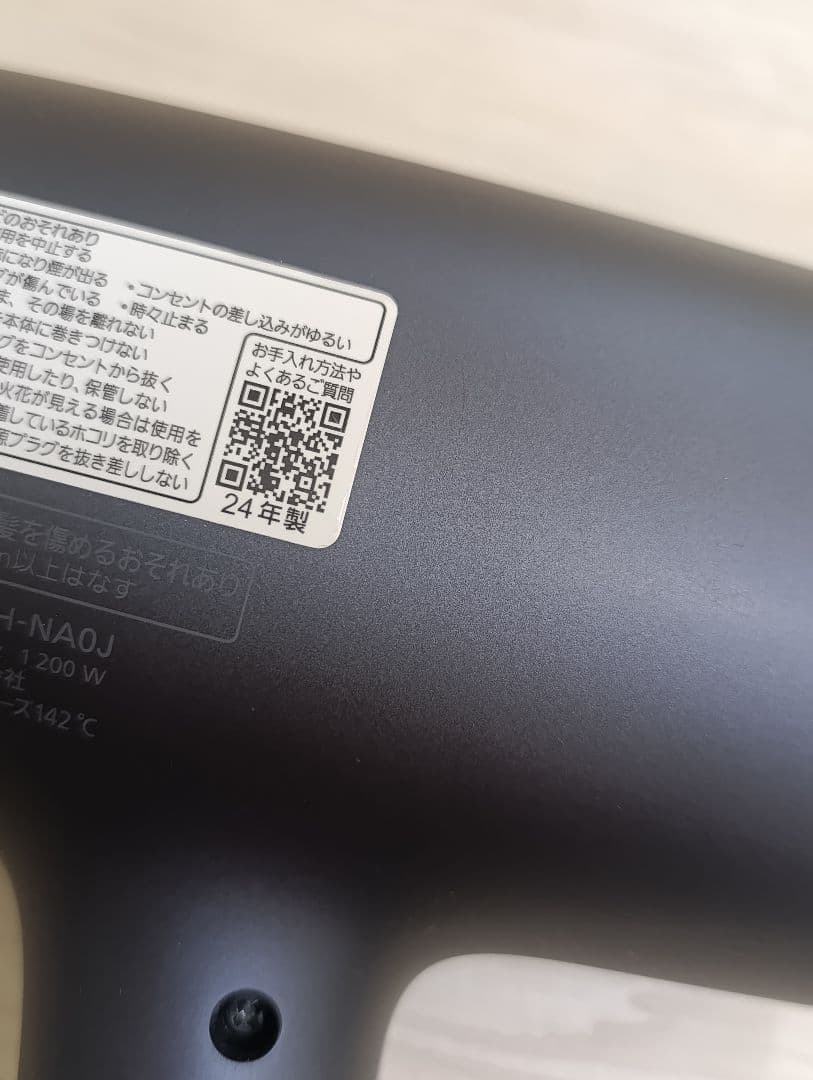 のおそれあり
用を中止する
になり煙が出る
が傷んでいる
ま、その場を離れない
本体に巻きつけない
グをコンセントから抜く
使用したり、保管しない
火花が見える場合は使用を
着しているホコリを取り除く
源プラグを抜き差ししない
・コンセントの差し込みがゆるい
・時々止まる
お手入れ方法や
よくあるご質問
24年製
髪を傷めるおそれあり
以上はなす
H-NA0J
1 200 W
社
ーズ142 ℃